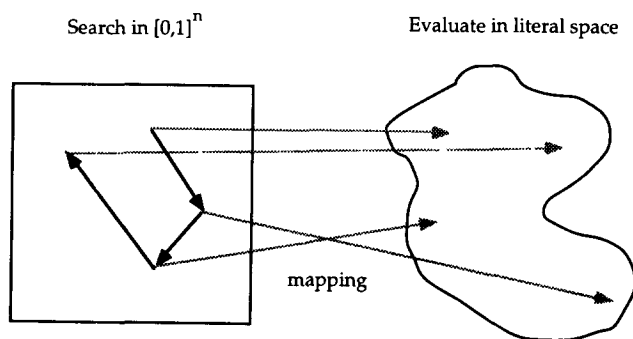 Search in [0,1]^n
Evaluate in literal space
mapping